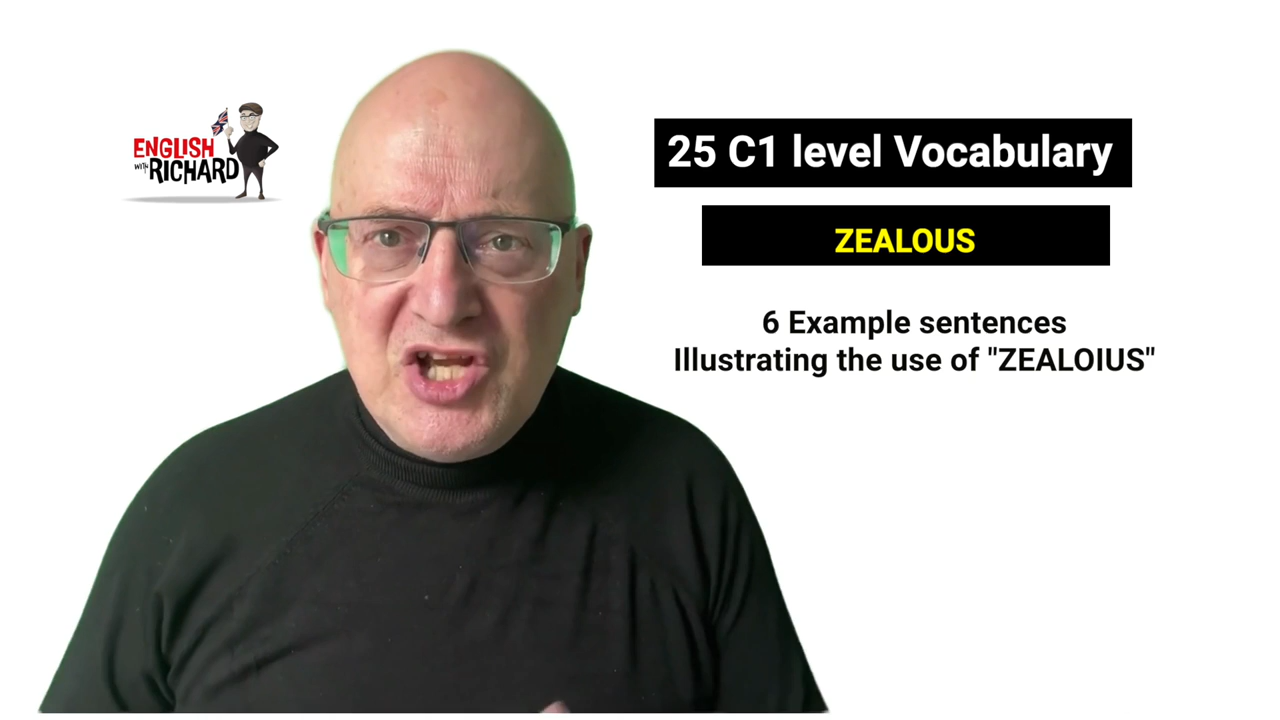 ENGLISH
WITH RICHARD
25 C1 level Vocabulary
ZEALOUS
6 Example sentences
Illustrating the use of "ZEALOIUS"